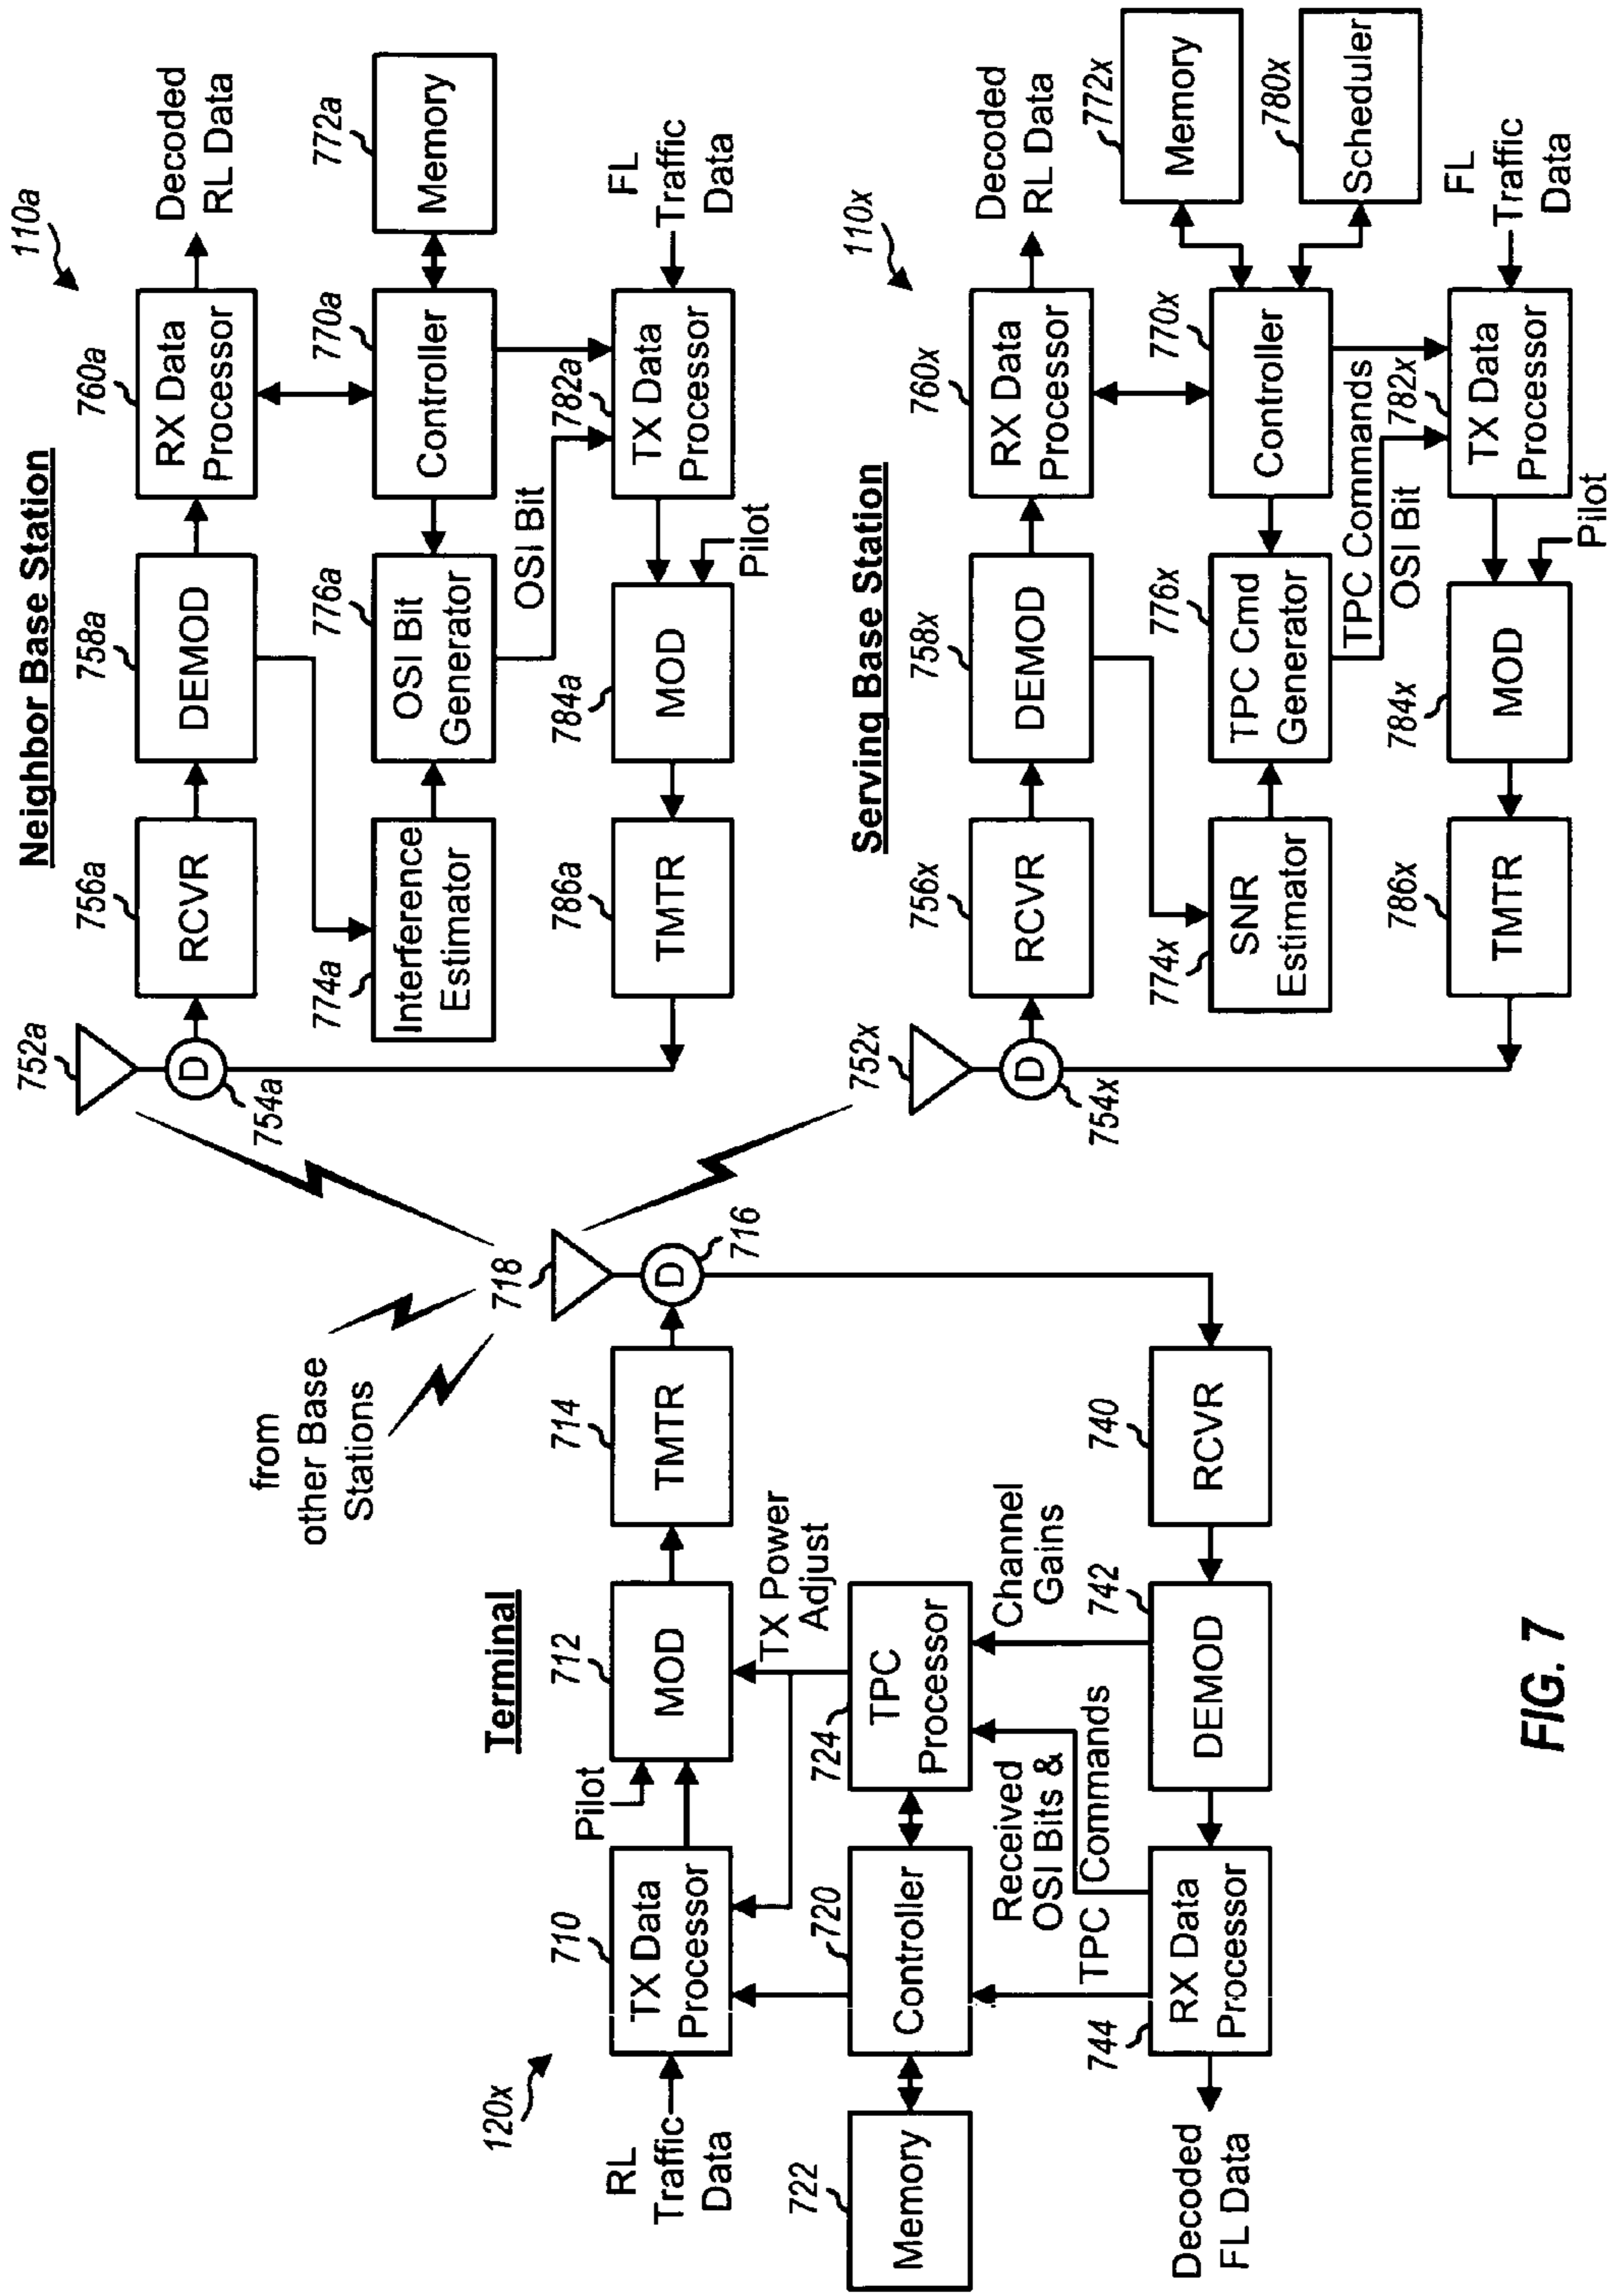 120x
Terminal
RL
Traffic
Data
710
TX Data
Processor
Pilot
712
MOD
714
TMTR
716
718
D
from
other Base
Stations
TX Power
Adjust
722
Memory
720
Controller
724
TPC
Processor
Received
OSI Bits &
TPC Commands
Channel
Gains
744
RX Data
Processor
742
DEMOD
740
RCVR
Decoded
FL Data
Neighbor Base Station
110a
752a
D
754a
756a
RCVR
758a
DEMOD
760a
RX Data
Processor
Decoded
RL Data
774a
Interference
Estimator
776a
OSI Bit
Generator
770a
Controller
772a
Memory
OSI Bit
782a
786a
TMTR
784a
MOD
Pilot
TX Data
Processor
FL
Traffic
Data
Serving Base Station
110x
752x
D
754x
756x
RCVR
758x
DEMOD
760x
RX Data
Processor
Decoded
RL Data
774x
SNR
Estimator
776x
TPC Cmd
Generator
770x
Controller
772x
Memory
780x
Scheduler
TPC Commands
OSI Bit
782x
786x
TMTR
784x
MOD
Pilot
TX Data
Processor
FL
Traffic
Data
FIG. 7